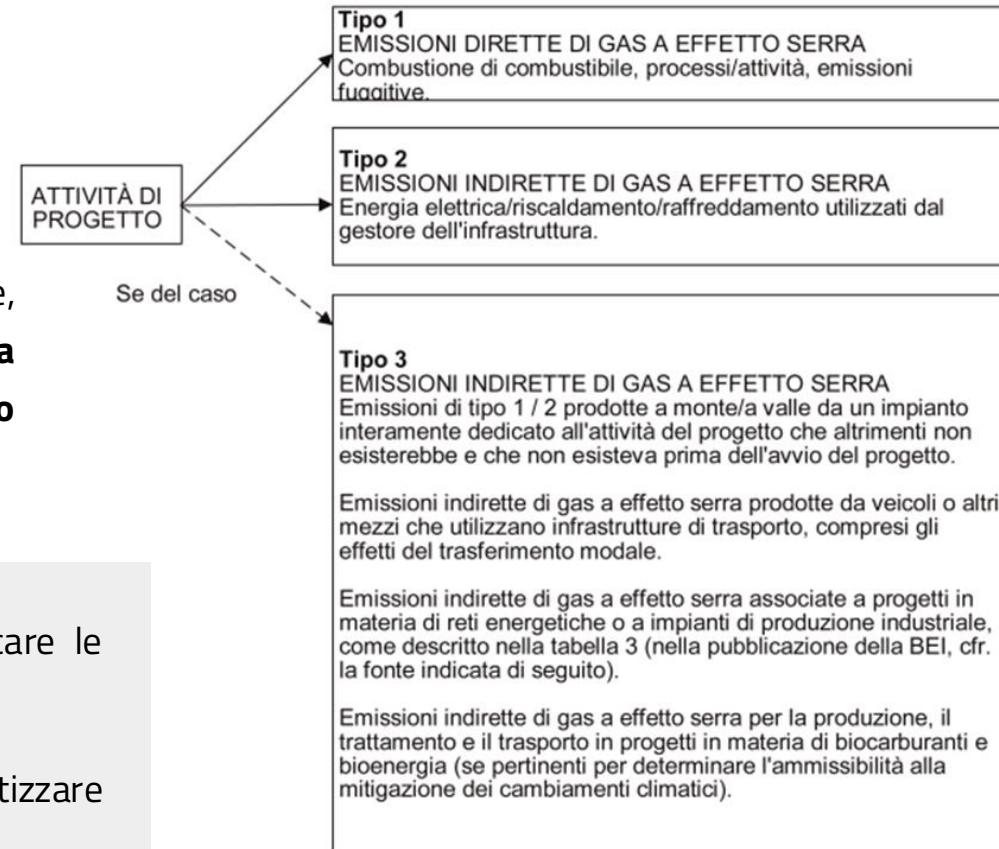 Tipo 1
EMISSIONI DIRETTE DI GAS A EFFETTO SERRA
Combustione di combustibile, processi/attività, emissioni
fuggitive.
Tipo 2
EMISSIONI INDIRETTE DI GAS A EFFETTO SERRA
Energia elettrica/riscaldamento/raffreddamento utilizzati dal
gestore dell'infrastruttura.
ATTIVITÀ DI
PROGETTO
Se del caso
e,
a
o
Tipo 3
EMISSIONI INDIRETTE DI GAS A EFFETTO SERRA
Emissioni di tipo 1 / 2 prodotte a monte/a valle da un impianto
interamente dedicato all'attività del progetto che altrimenti non
esisterebbe e che non esisteva prima dell'avvio del progetto.
Emissioni indirette di gas a effetto serra prodotte da veicoli o altri
mezzi che utilizzano infrastrutture di trasporto, compresi gli
effetti del trasferimento modale.
Emissioni indirette di gas a effetto serra associate a progetti in
materia di reti energetiche o a impianti di produzione industriale,
come descritto nella tabella 3 (nella pubblicazione della BEI, cfr.
la fonte indicata di seguito).
Emissioni indirette di gas a effetto serra per la produzione, il
trattamento e il trasporto in progetti in materia di biocarburanti e
bioenergia (se pertinenti per determinare l'ammissibilità alla
mitigazione dei cambiamenti climatici).
le